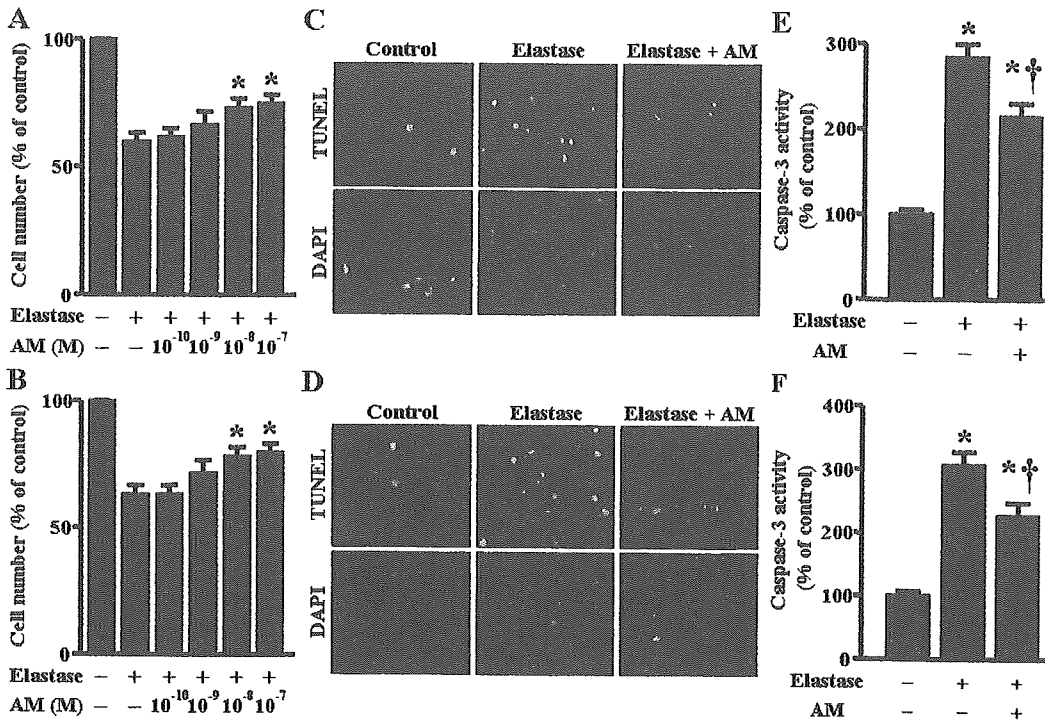 A
Cell number (% of control)
100
50
0
* *
Elastase − + + + + +
AM (M) − − 10⁻¹⁰ 10⁻⁹ 10⁻⁸ 10⁻⁷
B
Cell number (% of control)
100
50
0
* *
Elastase − + + + + +
AM (M) − − 10⁻¹⁰ 10⁻⁹ 10⁻⁸ 10⁻⁷
C
Control Elastase Elastase + AM
TUNEL
DAPI
D
Control Elastase Elastase + AM
TUNEL
DAPI
E
Caspase-3 activity
(% of control)
300
200
100
0
*
*†
Elastase − + +
AM − − +
F
Caspase-3 activity
(% of control)
400
300
200
100
0
*
*†
Elastase − + +
AM − − +